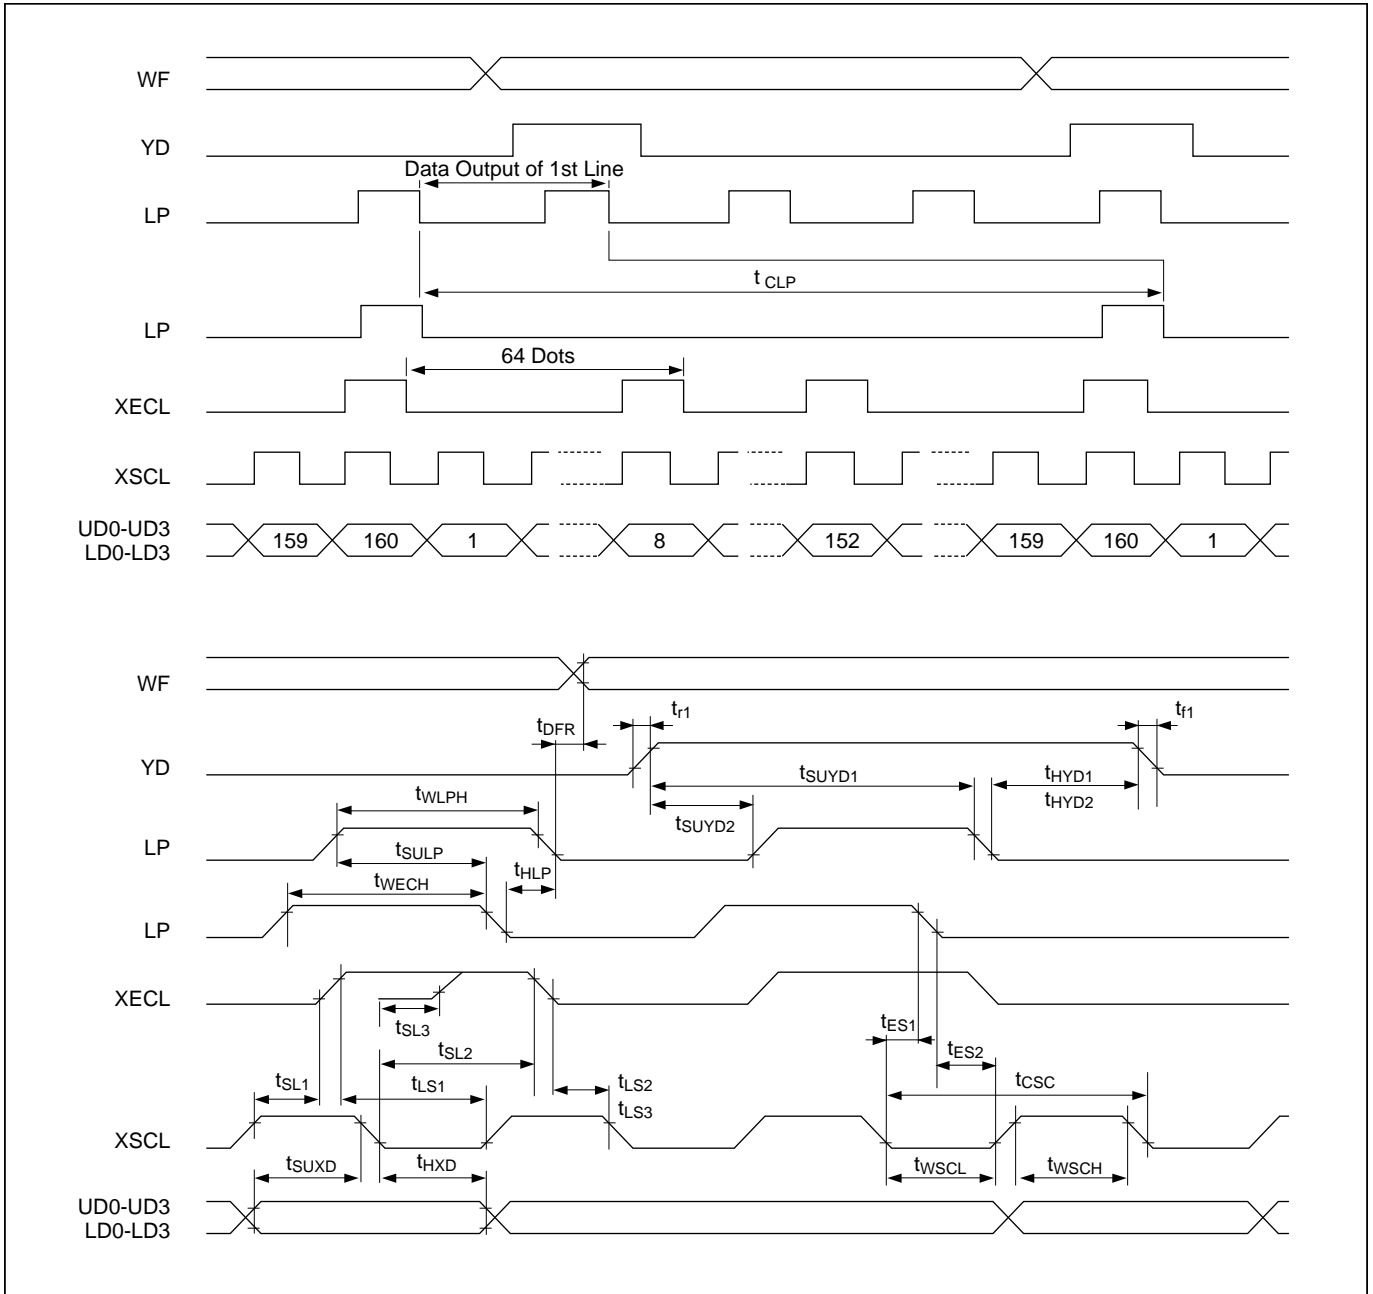 WF
YD
Data Output of 1st Line
LP
t CLP
LP
64 Dots
XECL
XSCL
UD0-UD3
LD0-LD3
159 160 1 8 152 159 160 1
WF
tDFR tr1 tf1
YD
tWLPH tSUYD1 tHYD1
tSUYD2 tHYD2
LP
tSULP
tWECH tHLP
LP
XECL
tSL3 tES1
tSL2 tES2
tSL1 tLS1 tLS2 tCSC
tLS3
XSCL
tSUXD tHXD tWSCL tWSCH
UD0-UD3
LD0-LD3